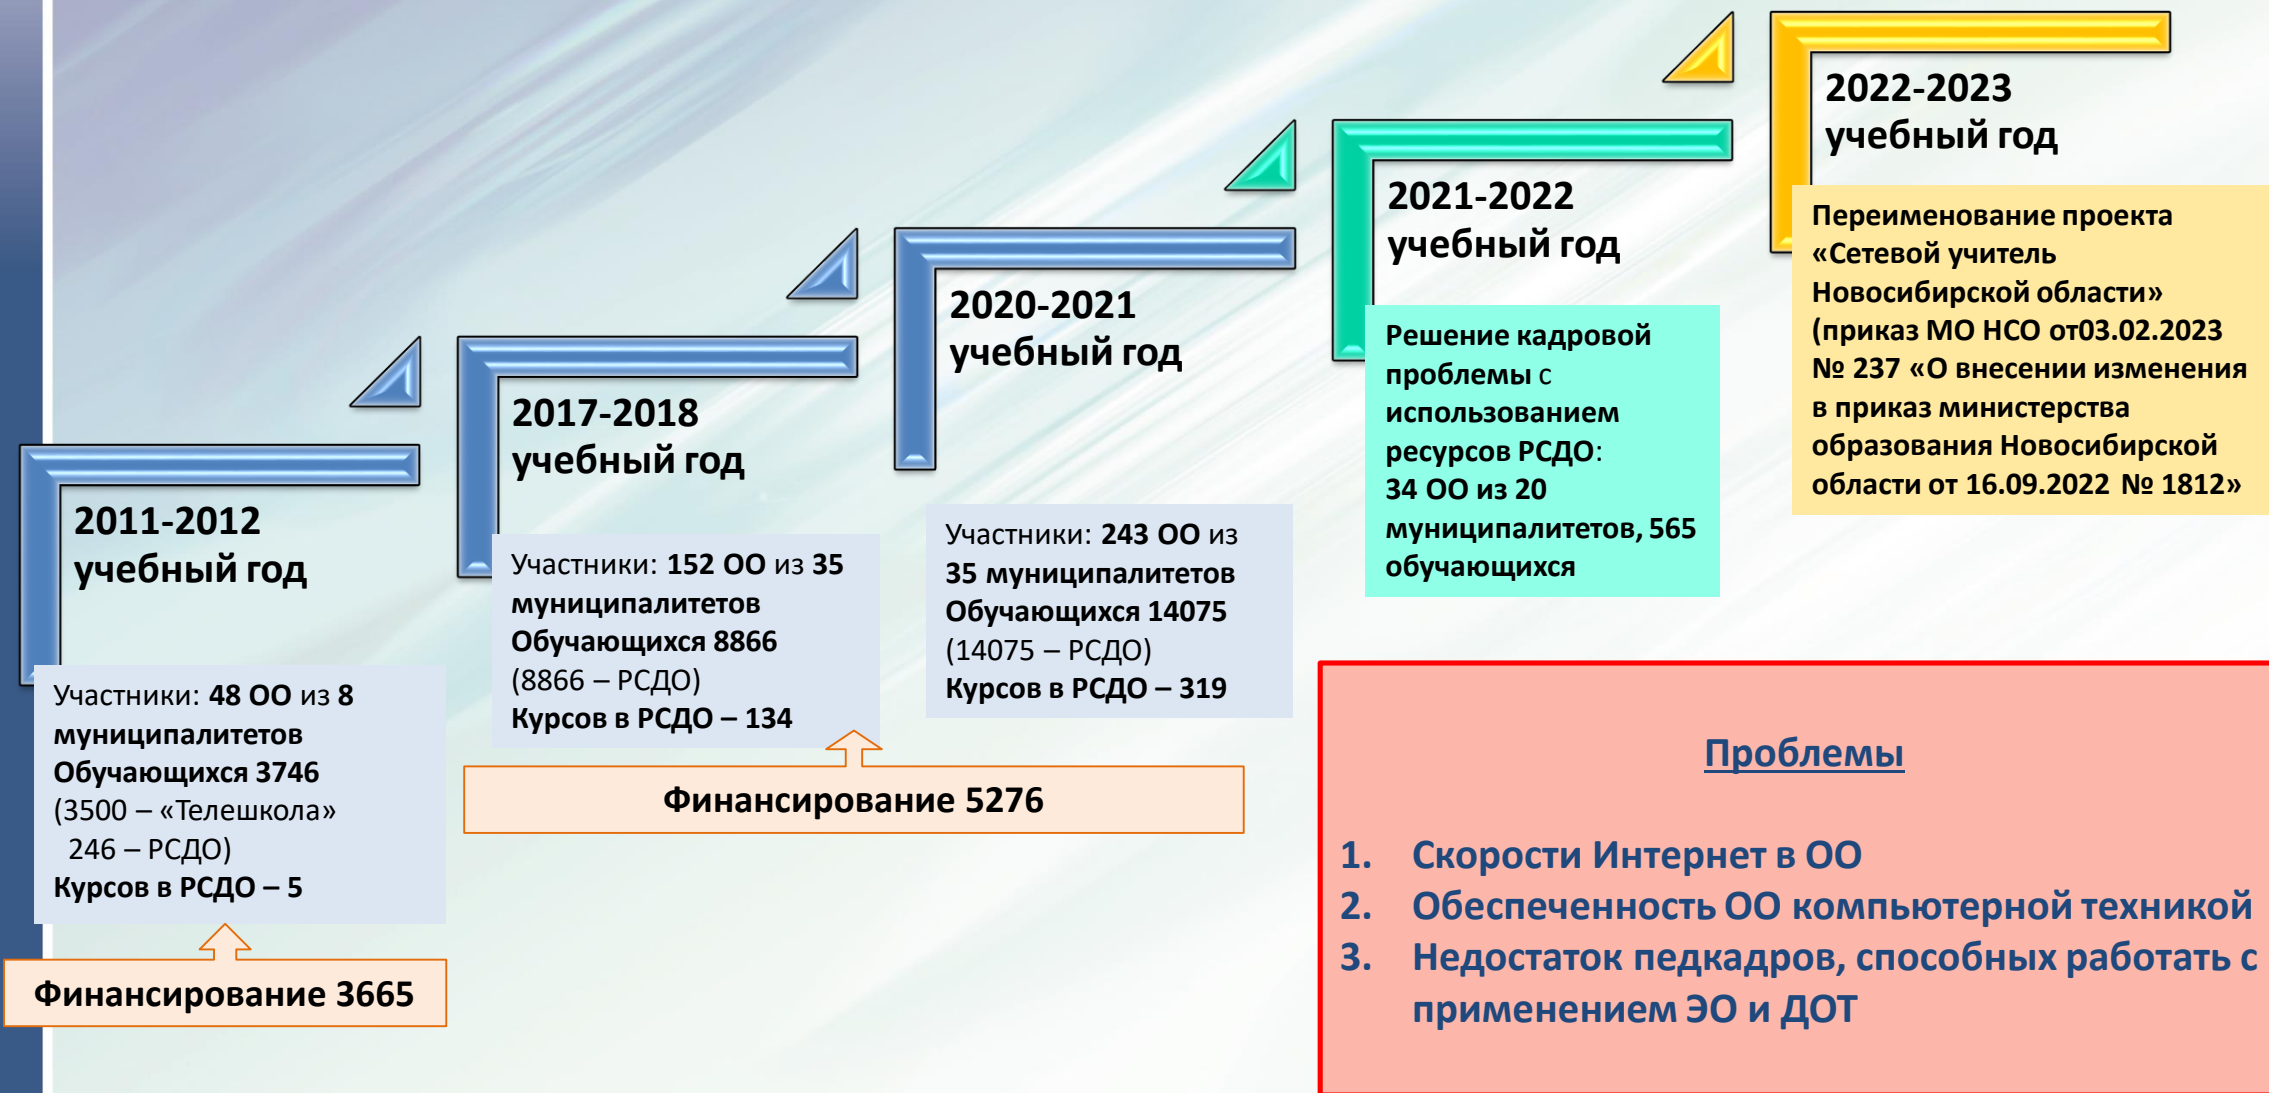 2011-2012
учебный год
Участники: 48 ОО из 8
муниципалитетов
Обучающихся 3746
(3500 – «Телешкола»
246 – РСДО)
Курсов в РСДО – 5
Финансирование 3665
2017-2018
учебный год
Участники: 152 ОО из 35
муниципалитетов
Обучающихся 8866
(8866 – РСДО)
Курсов в РСДО – 134
Финансирование 5276
2020-2021
учебный год
Участники: 243 ОО из
35 муниципалитетов
Обучающихся 14075
(14075 – РСДО)
Курсов в РСДО – 319
2021-2022
учебный год
Решение кадровой
проблемы с
использованием
ресурсов РСДО:
34 ОО из 20
муниципалитетов, 565
обучающихся
2022-2023
учебный год
Переименование проекта
«Сетевой учитель
Новосибирской области»
(приказ МО НСО от03.02.2023
№ 237 «О внесении изменения
в приказ министерства
образования Новосибирской
области от 16.09.2022 № 1812»
Проблемы
1. Скорости Интернет в ОО
2. Обеспеченность ОО компьютерной техникой
3. Недостаток педкадров, способных работать с
применением ЭО и ДОТ